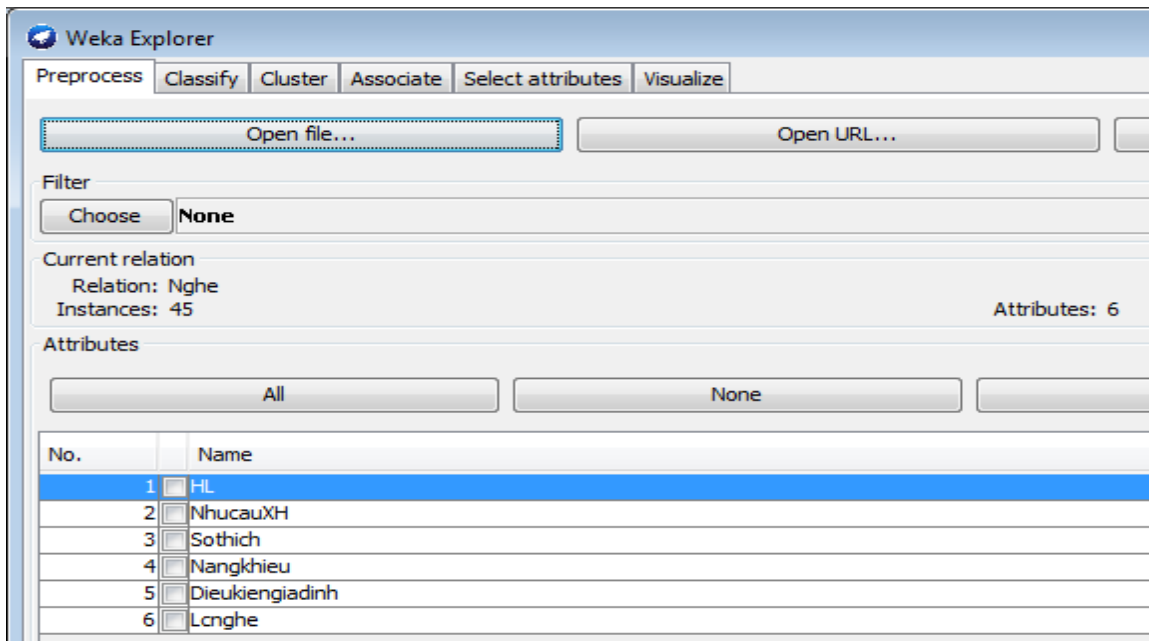 Weka Explorer
Preprocess Classify Cluster Associate Select attributes Visualize
Open file... Open URL...
Filter
Choose None
Current relation
Relation: Nghe
Instances: 45 Attributes: 6
Attributes
All None
No. Name
1 HL
2 NhucauXH
3 Sothich
4 Nangkhieu
5 Dieukiengiadinh
6 Lcnghe